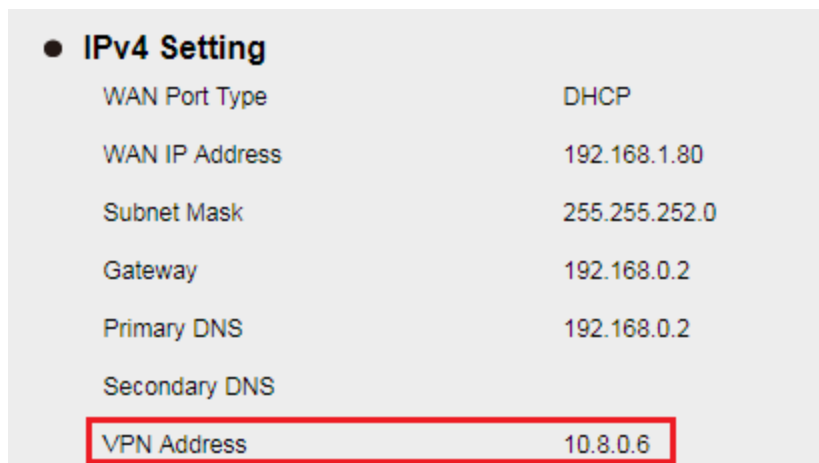 IPv4 Setting
WAN Port Type DHCP
WAN IP Address 192.168.1.80
Subnet Mask 255.255.252.0
Gateway 192.168.0.2
Primary DNS 192.168.0.2
Secondary DNS
VPN Address 10.8.0.6